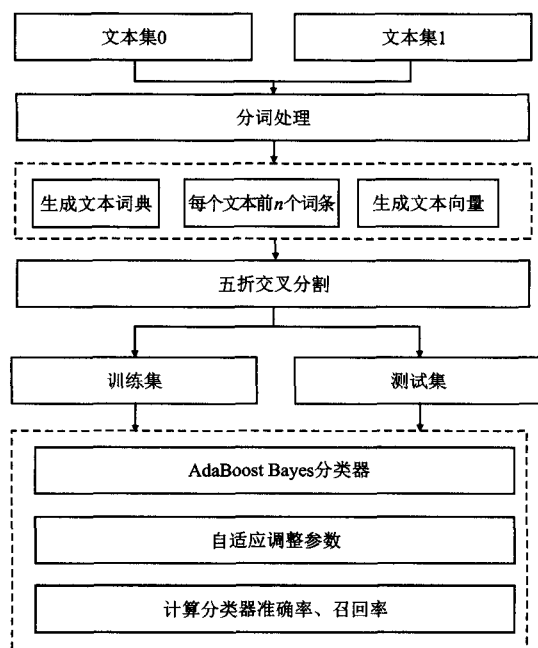 文本集0
文本集1
分词处理
生成文本词典
每个文本前n个词条
生成文本向量
五折交叉分割
训练集
测试集
AdaBoost Bayes分类器
自适应调整参数
计算分类器准确率、召回率